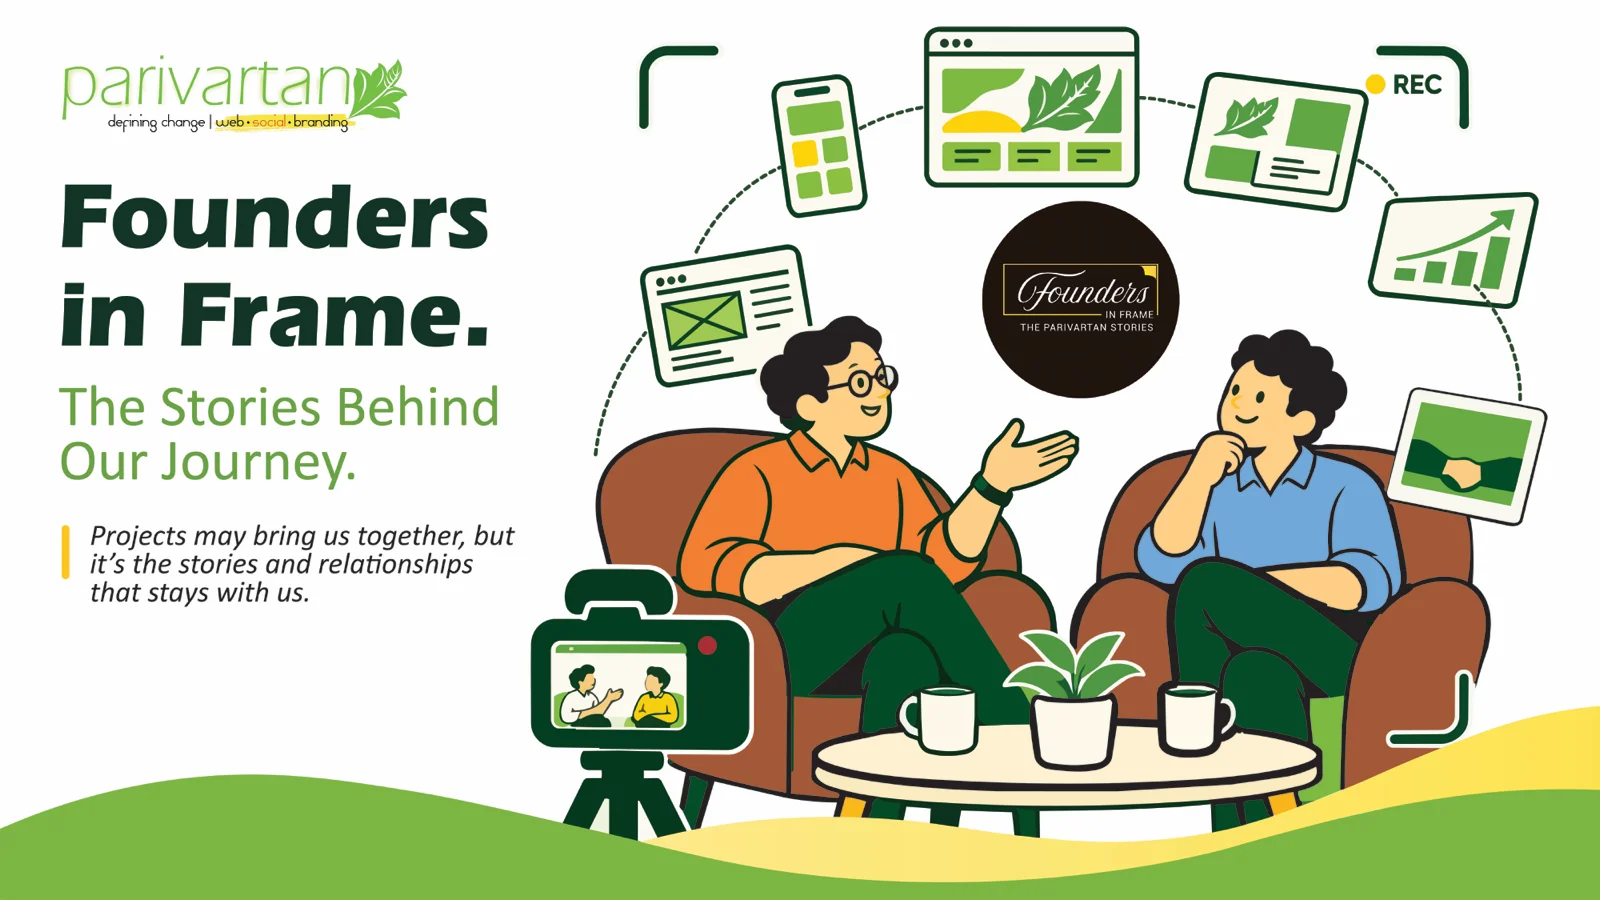 parivartan
defining change | web • social • branding
Founders
in Frame.
The Stories Behind
Our Journey.
Projects may bring us together, but
it's the stories and relationships
that stays with us.
REC
Founders
IN FRAME
THE PARIVARTAN STORIES